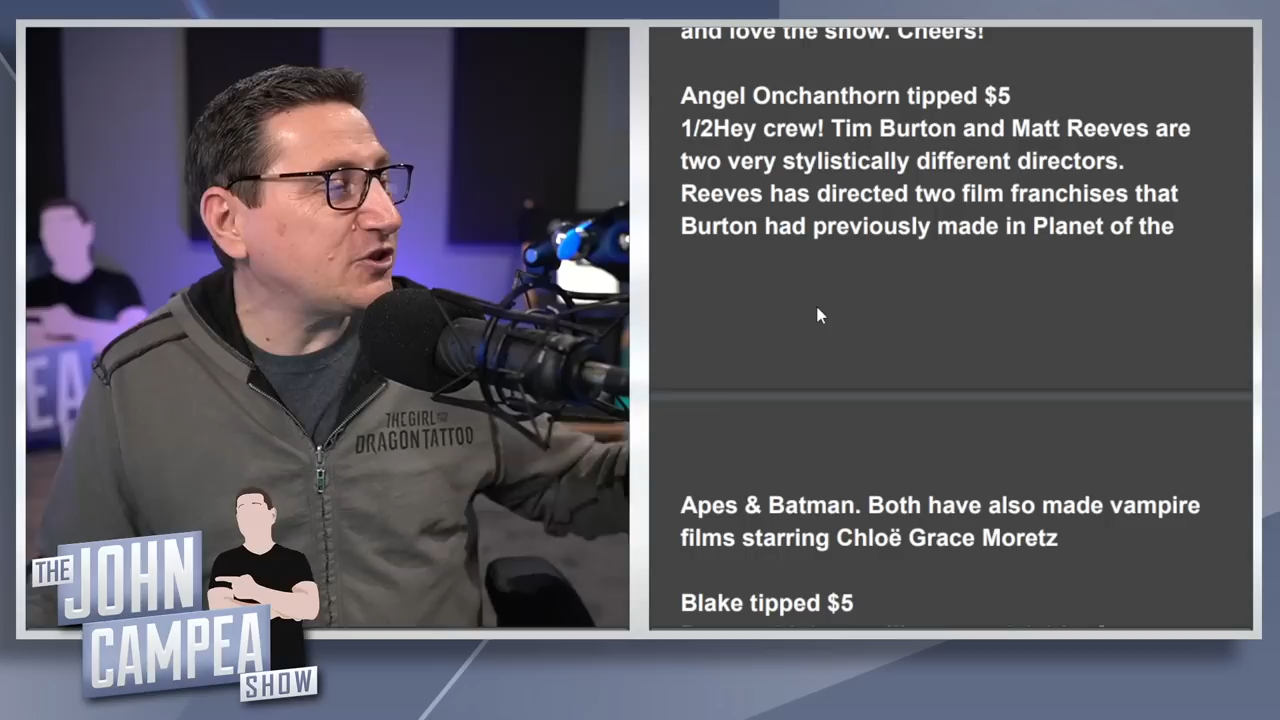 and love the show. Cheers!
Angel Onchanthorn tipped $5
1/2Hey crew! Tim Burton and Matt Reeves are
two very stylistically different directors.
Reeves has directed two film franchises that
Burton had previously made in Planet of the
Apes & Batman. Both have also made vampire
films starring Chloë Grace Moretz
Blake tipped $5
THE GIRL
DRAGON TATTOO
EA
THE
JOHN
CAMPEA
SHOW